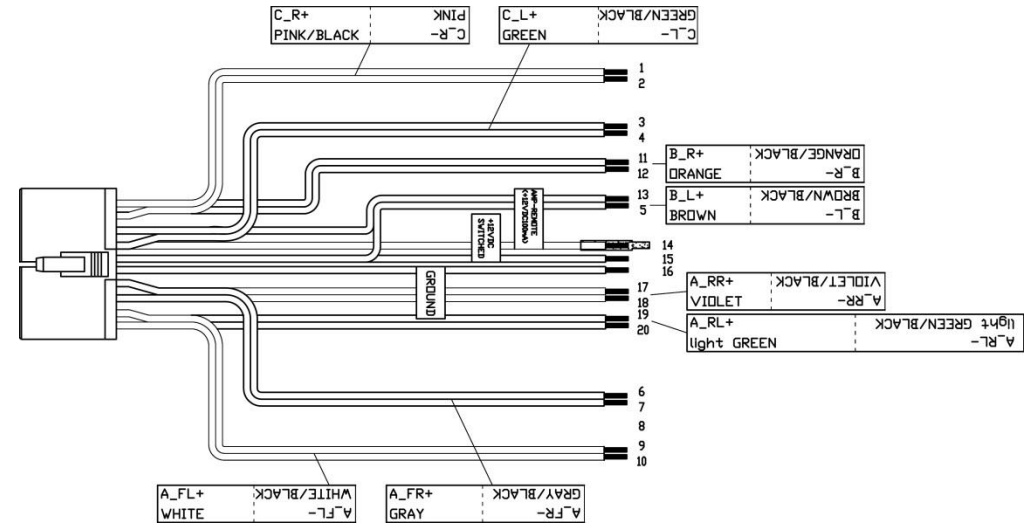 C_R+
PINK/BLACK
PINK
C_R-
C_L+
GREEN
GREEN/BLACK
C_L-
1
2
3
4
11
12
B_R+
ORANGE
ORANGE/BLACK
B_R-
13
5
B_L+
BROWN
BROWN/BLACK
B_L-
AMP-REMOTE
(+12VDC100mA)
+12VDC
SWITCHED
GROUND
14
15
16
17
18
A_RR+
VIOLET
VIOLET/BLACK
A_RR-
19
20
A_RL+
light GREEN
light GREEN/BLACK
A_RL-
6
7
8
9
10
A_FL+
WHITE
WHITE/BLACK
A_FL-
A_FR+
GRAY
GRAY/BLACK
A_FR-